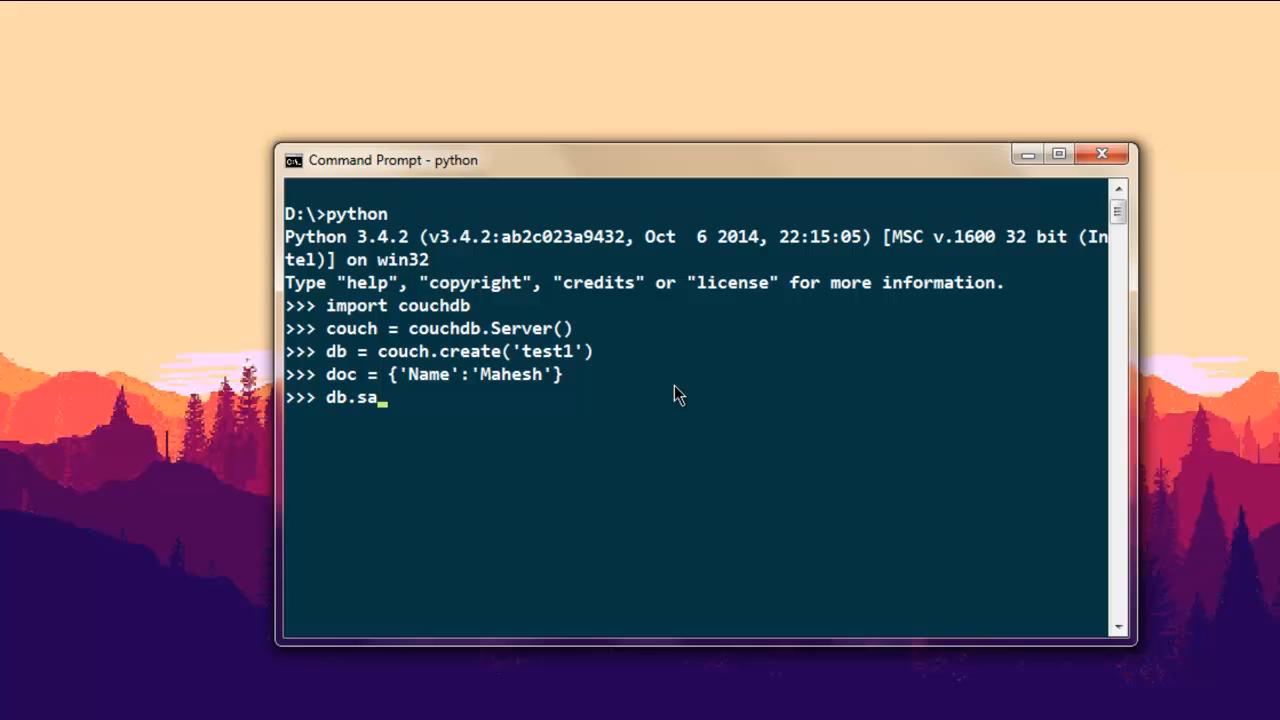 Command Prompt - python
D:\>python
Python 3.4.2 (v3.4.2:ab2c023a9432, Oct  6 2014, 22:15:05) [MSC v.1600 32 bit (In
tel)] on win32
Type "help", "copyright", "credits" or "license" for more information.
>>> import couchdb
>>> couch = couchdb.Server()
>>> db = couch.create('test1')
>>> doc = {'Name':'Mahesh'}
>>> db.sa